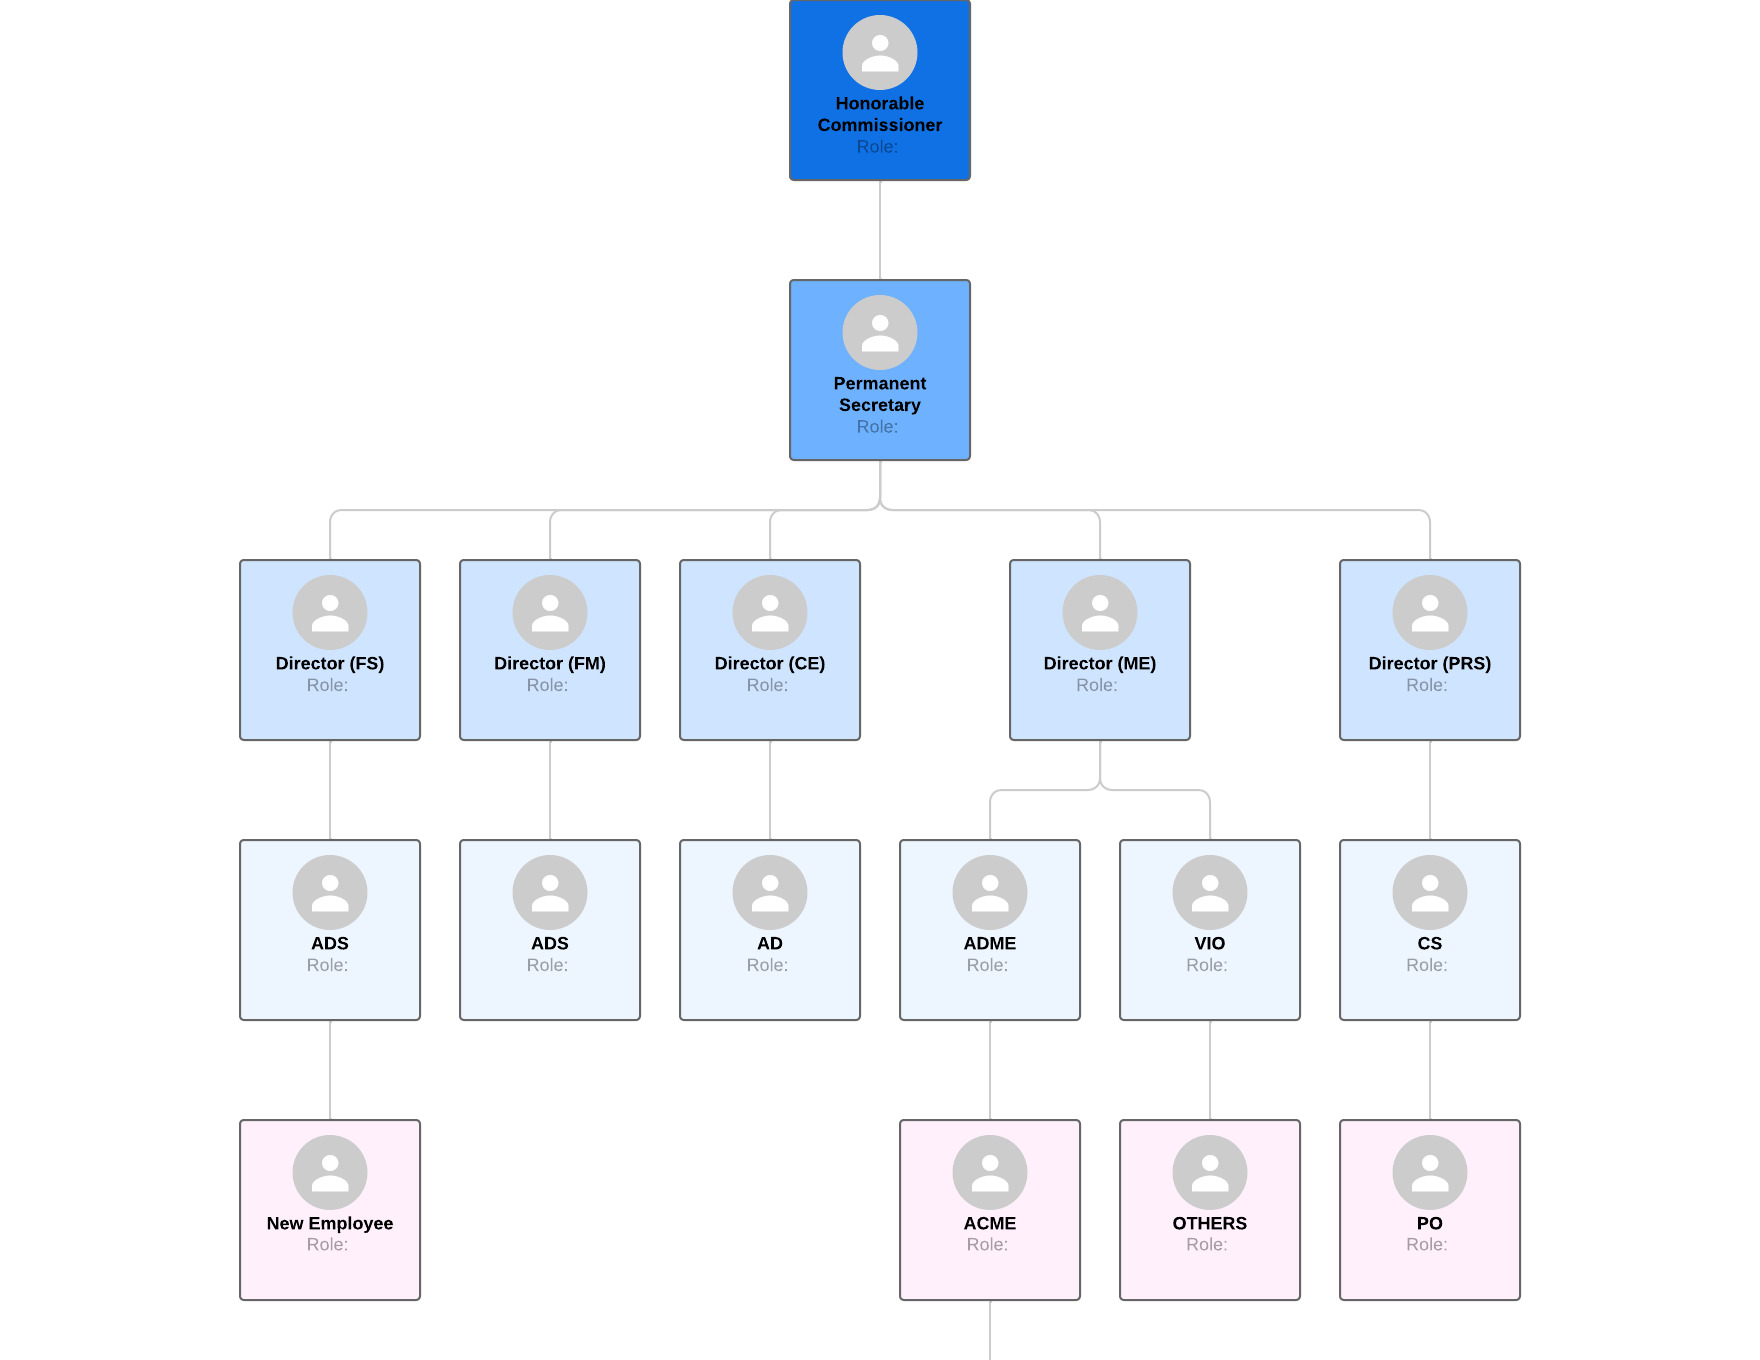 Honorable
Commissioner
Role:
Permanent
Secretary
Role:
Director (FS)
Role:
Director (FM)
Role:
Director (CE)
Role:
Director (ME)
Role:
Director (PRS)
Role:
ADS
Role:
ADS
Role:
AD
Role:
ADME
Role:
VIO
Role:
CS
Role:
New Employee
Role:
ACME
Role:
OTHERS
Role:
PO
Role: